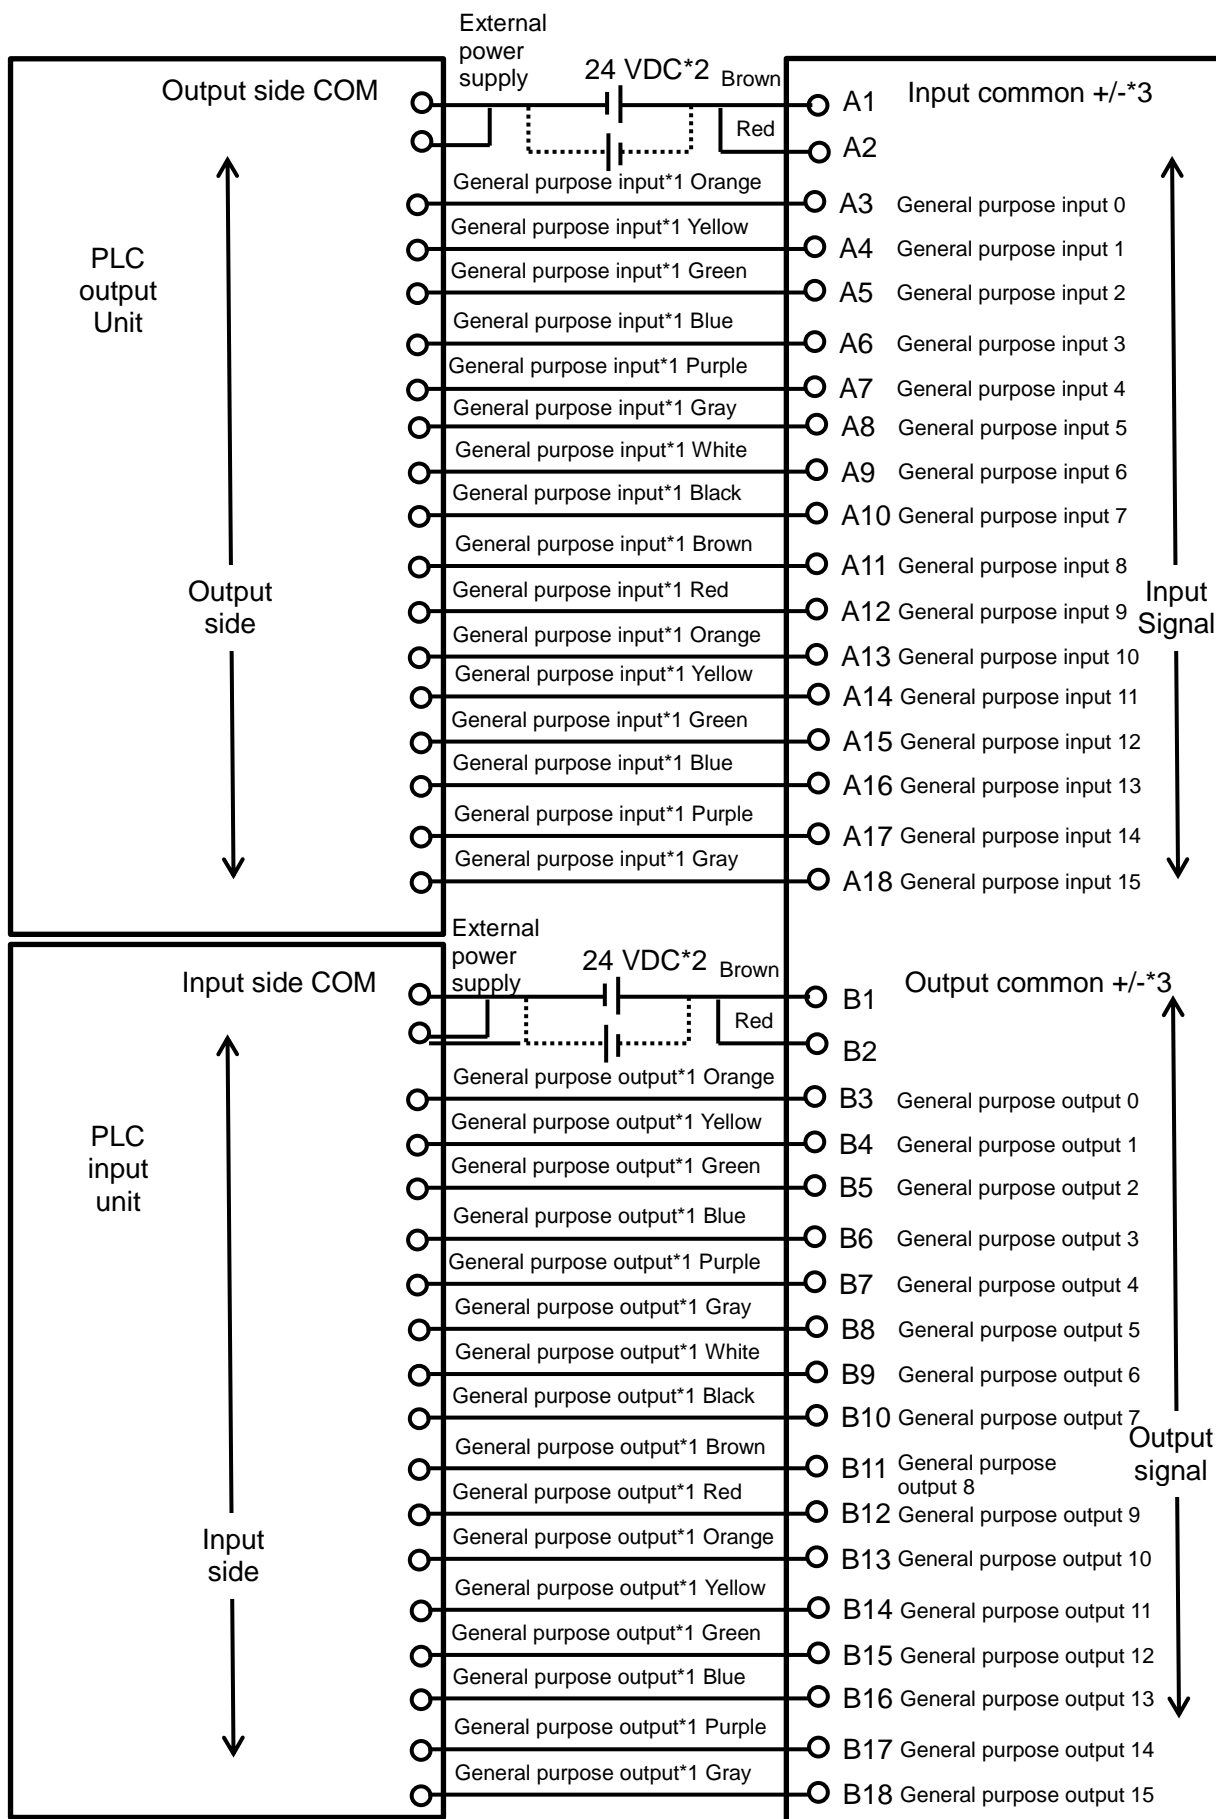 External
power
supply
24 VDC*2
Brown
Output side COM
A1
Input common +/-*3
Red
A2
General purpose input*1 Orange
A3 General purpose input 0
General purpose input*1 Yellow
A4 General purpose input 1
General purpose input*1 Green
A5 General purpose input 2
PLC
output
Unit
General purpose input*1 Blue
A6 General purpose input 3
General purpose input*1 Purple
A7 General purpose input 4
General purpose input*1 Gray
A8 General purpose input 5
General purpose input*1 White
A9 General purpose input 6
General purpose input*1 Black
A10 General purpose input 7
General purpose input*1 Brown
A11 General purpose input 8
Output
side
Input
Signal
General purpose input*1 Red
A12 General purpose input 9
General purpose input*1 Orange
A13 General purpose input 10
General purpose input*1 Yellow
A14 General purpose input 11
General purpose input*1 Green
A15 General purpose input 12
General purpose input*1 Blue
A16 General purpose input 13
General purpose input*1 Purple
A17 General purpose input 14
General purpose input*1 Gray
A18 General purpose input 15
External
power
supply
24 VDC*2
Brown
Input side COM
B1
Output common +/-*3
Red
B2
General purpose output*1 Orange
B3 General purpose output 0
General purpose output*1 Yellow
B4 General purpose output 1
PLC
input
unit
General purpose output*1 Green
B5 General purpose output 2
General purpose output*1 Blue
B6 General purpose output 3
General purpose output*1 Purple
B7 General purpose output 4
General purpose output*1 Gray
B8 General purpose output 5
General purpose output*1 White
B9 General purpose output 6
General purpose output*1 Black
B10 General purpose output 7
Output
signal
General purpose output*1 Brown
B11 General purpose
output 8
General purpose output*1 Red
B12 General purpose output 9
Input
side
General purpose output*1 Orange
B13 General purpose output 10
General purpose output*1 Yellow
B14 General purpose output 11
General purpose output*1 Green
B15 General purpose output 12
General purpose output*1 Blue
B16 General purpose output 13
General purpose output*1 Purple
B17 General purpose output 14
General purpose output*1 Gray
B18 General purpose output 15